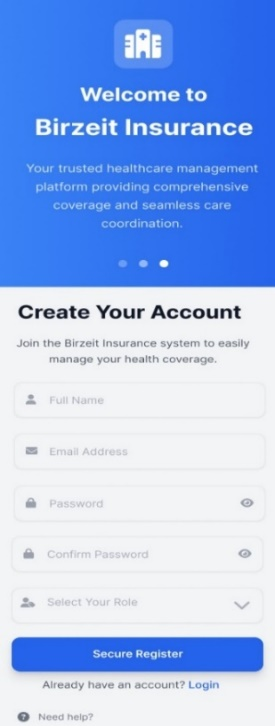 Welcome to
Birzeit Insurance
Your trusted healthcare management
platform providing comprehensive
coverage and seamless care
coordination.
Create Your Account
Join the Birzeit Insurance system to easily
manage your health coverage.
Full Name
Email Address
Password
Confirm Password
Select Your Role
Secure Register
Already have an account? Login
Need help?